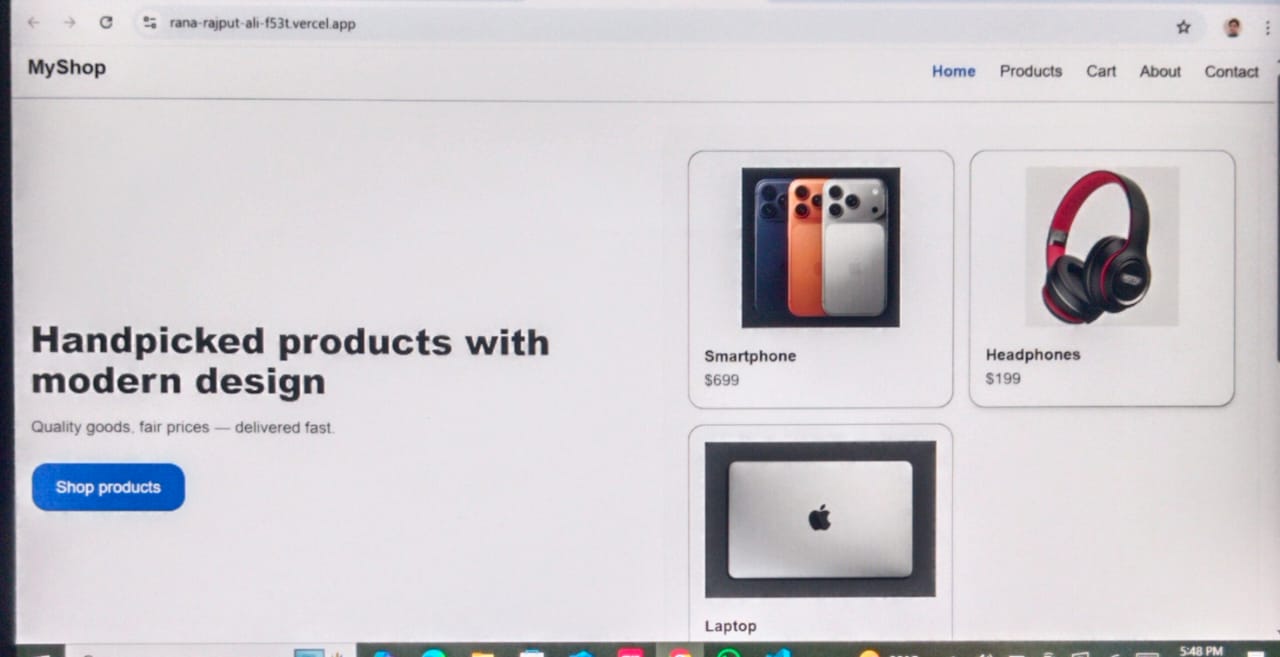 rana-rajput-ali-f53t.vercel.app
MyShop
Home Products Cart About Contact
Handpicked products with
modern design
Quality goods, fair prices — delivered fast.
Shop products
Smartphone
$699
Headphones
$199
Laptop
5:48 PM